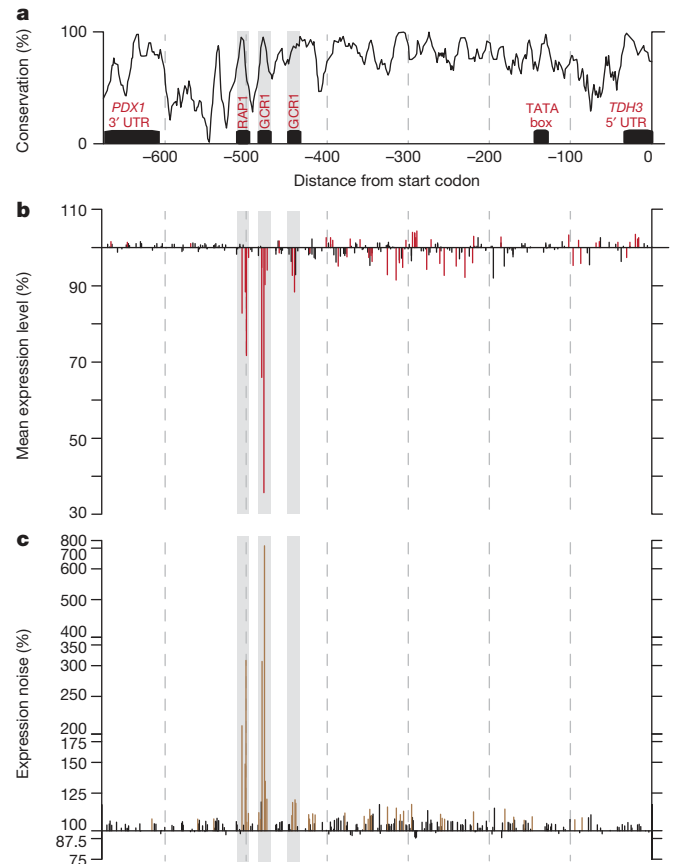 a
Conservation (%)
100
0
PDX1
3′ UTR
RAP1
GCR1
GCR1
TATA
box
TDH3
5′ UTR
−600
−500
−400
−300
−200
−100
0
Distance from start codon
b
Mean expression level (%)
110
90
70
50
30
c
Expression noise (%)
800
600
500
400
350
300
250
200
175
150
125
100
87.5
75